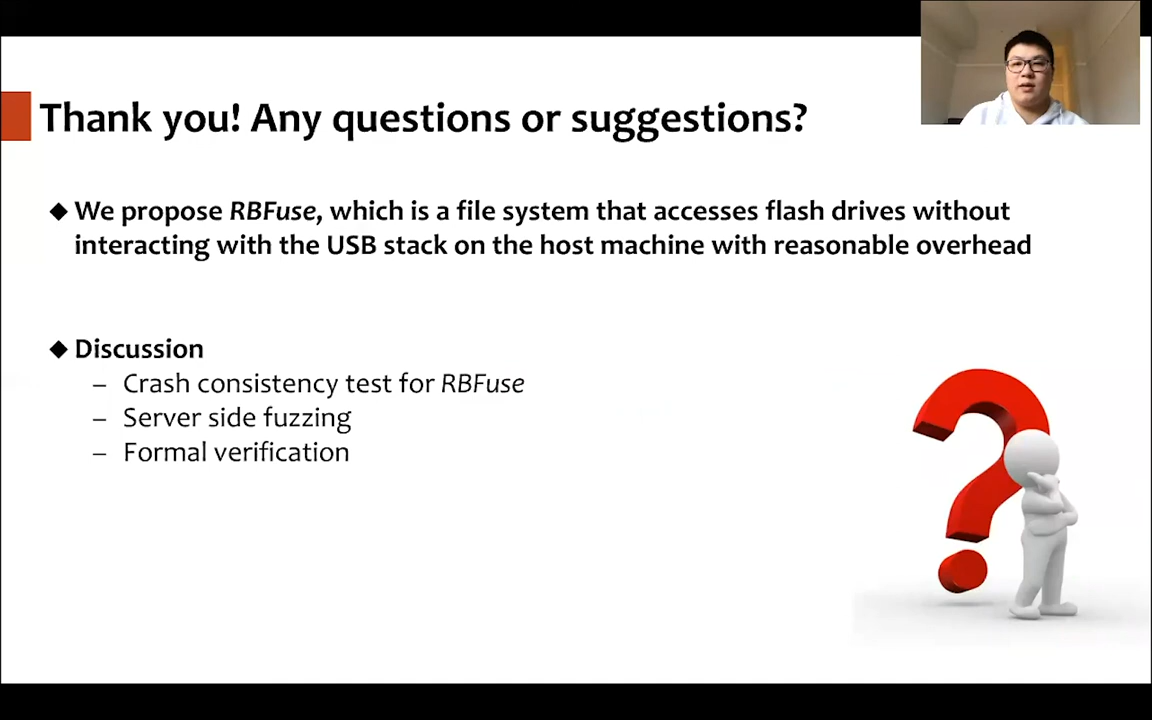 Thank you! Any questions or suggestions?
◆ We propose RBFuse, which is a file system that accesses flash drives without
interacting with the USB stack on the host machine with reasonable overhead
◆ Discussion
– Crash consistency test for RBFuse
– Server side fuzzing
– Formal verification